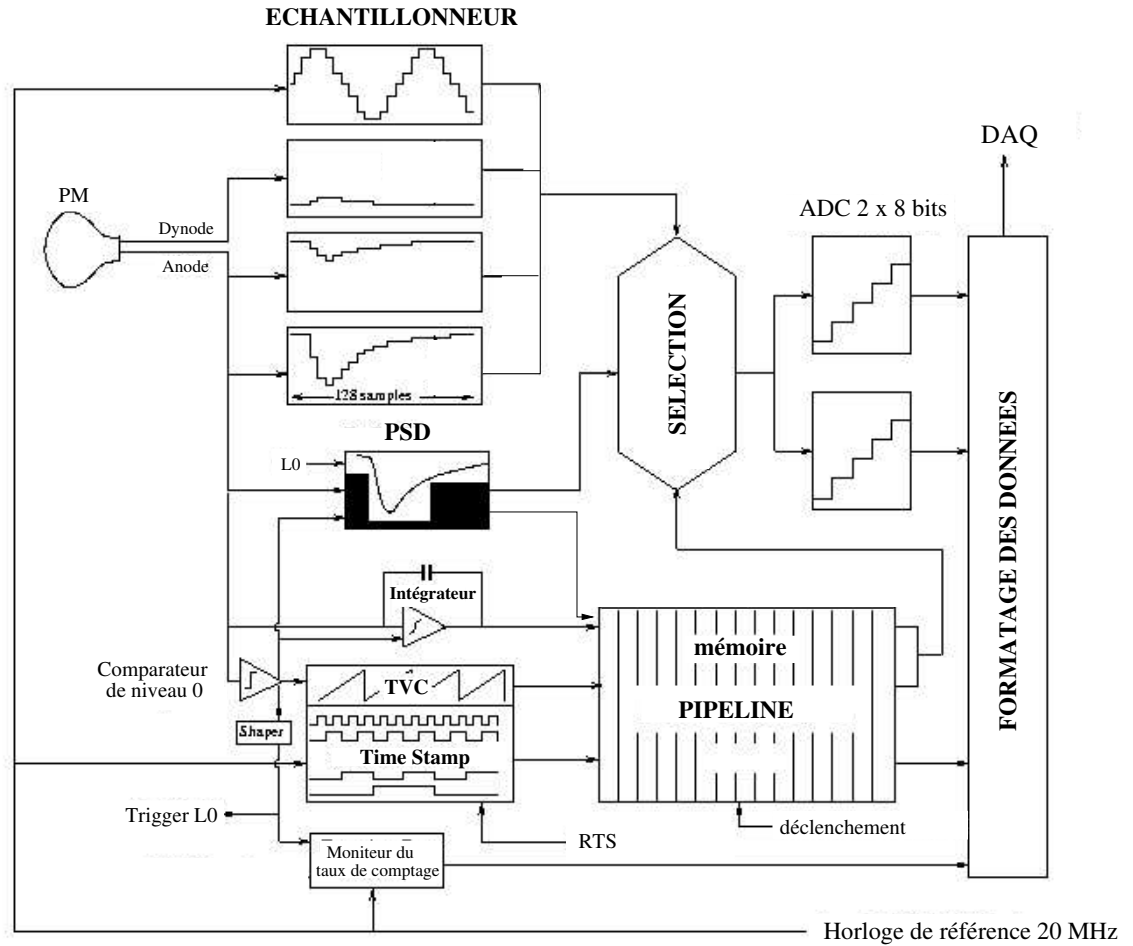 ECHANTILLONNEUR
DAQ
PM
Dynode
Anode
ADC 2 x 8 bits
SELECTION
128 samples
PSD
L0
FORMATAGE DES DONNEES
Intégrateur
mémoire
Comparateur
de niveau 0
TVC
PIPELINE
Shaper
Time Stamp
Trigger L0
RTS
déclenchement
Moniteur du
taux de comptage
Horloge de référence 20 MHz